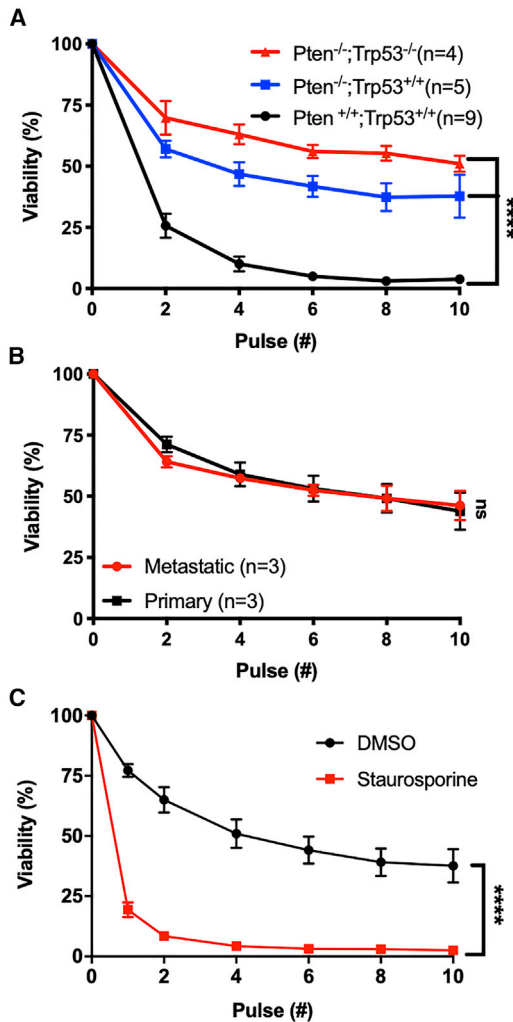 A
Pten-/-;Trp53-/-(n=4)
Pten-/-;Trp53+/+(n=5)
Pten +/+;Trp53+/+(n=9)
Viability (%)
100
75
50
25
0
****
0 2 4 6 8 10
Pulse (#)
B
Viability (%)
100
75
50
25
0
ns
Metastatic (n=3)
Primary (n=3)
0 2 4 6 8 10
Pulse (#)
C
Viability (%)
100
75
50
25
0
DMSO
Staurosporine
****
0 2 4 6 8 10
Pulse (#)